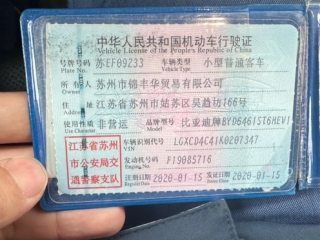 中华人民共和国机动车行驶证
Vehicle License of the People's Republic of China
号牌号码 苏EF09233 车辆类型 小型普通客车
Plate No. Vehicle Type
所有人 苏州市锦丰华贸易有限公司
Owner
住址 江苏省苏州市姑苏区吴趋坊166号
Address
使用性质 非营运 品牌型号 比亚迪牌BYD6461ST6HEV1
Use Character Model
江苏省苏州市公安局交通警察支队
车辆识别代号 LGXCD4C41K0207347
VIN
发动机号码 F19085716
Engine No.
注册日期 2020-01-15 发证日期 2020-01-15
Register Date Issue Date